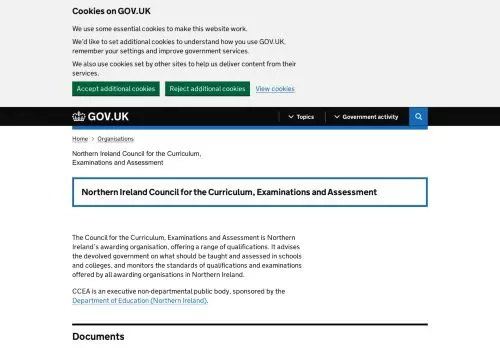 Cookies on GOV.UK
We use some essential cookies to make this website work.
We'd like to set additional cookies to understand how you use GOV.UK,
remember your settings and improve government services.
We also use cookies set by other sites to help us deliver content from their
services.
Accept additional cookies Reject additional cookies View cookies
GOV.UK Topics Government activity
Home > Organisations
Northern Ireland Council for the Curriculum,
Examinations and Assessment
Northern Ireland Council for the Curriculum, Examinations and Assessment
The Council for the Curriculum, Examinations and Assessment is Northern
Ireland's awarding organisation, offering a range of qualifications. It advises
the devolved government on what should be taught and assessed in schools
and colleges, and monitors the standards of qualifications and examinations
offered by all awarding organisations in Northern Ireland.
CCEA is an executive non-departmental public body, sponsored by the
Department of Education (Northern Ireland).
Documents